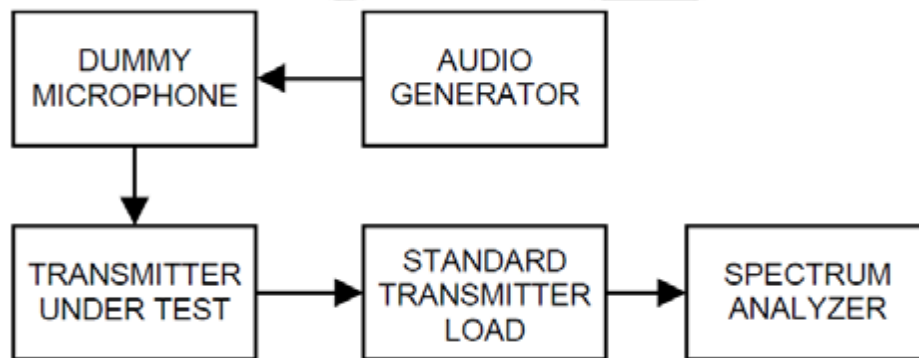 DUMMY
MICROPHONE
AUDIO
GENERATOR
TRANSMITTER
UNDER TEST
STANDARD
TRANSMITTER
LOAD
SPECTRUM
ANALYZER